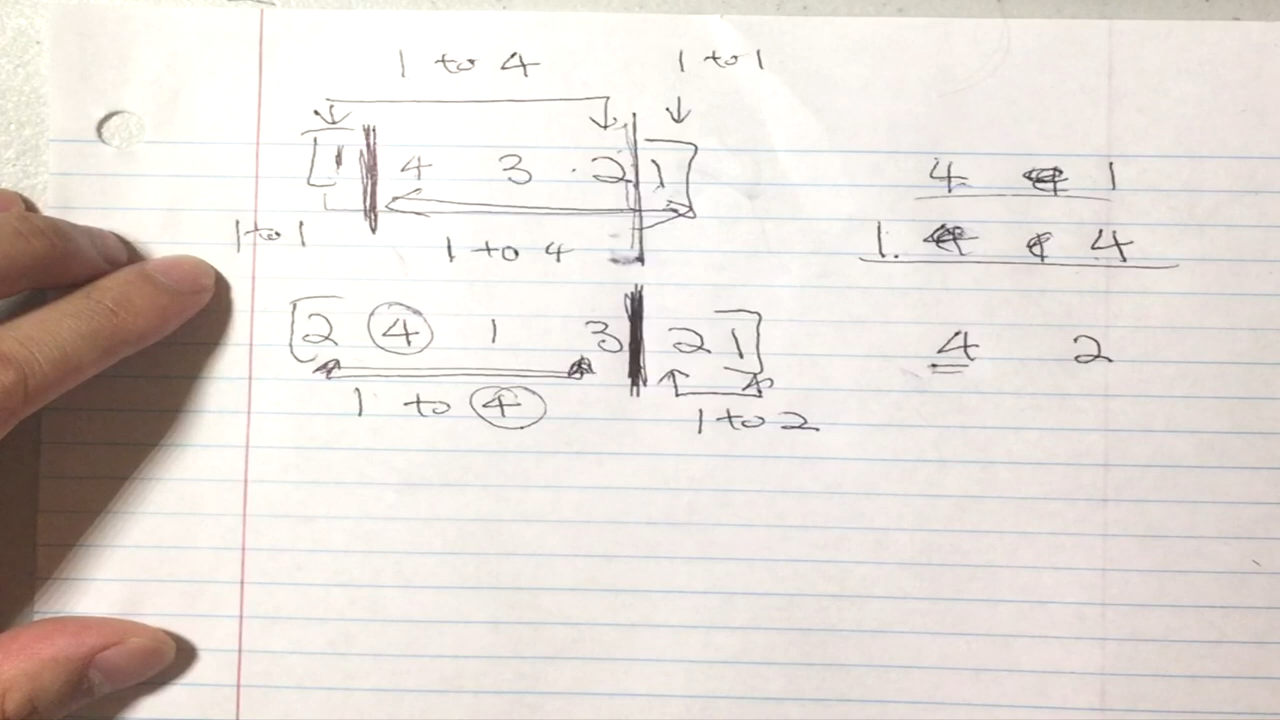 1 to 4 1 to 1
[1 4 3 2 1] 4 1
1 to 1 1 to 4 1. 4
[2 4 1 3 2 1] 4 2
1 to 4 1 to 2